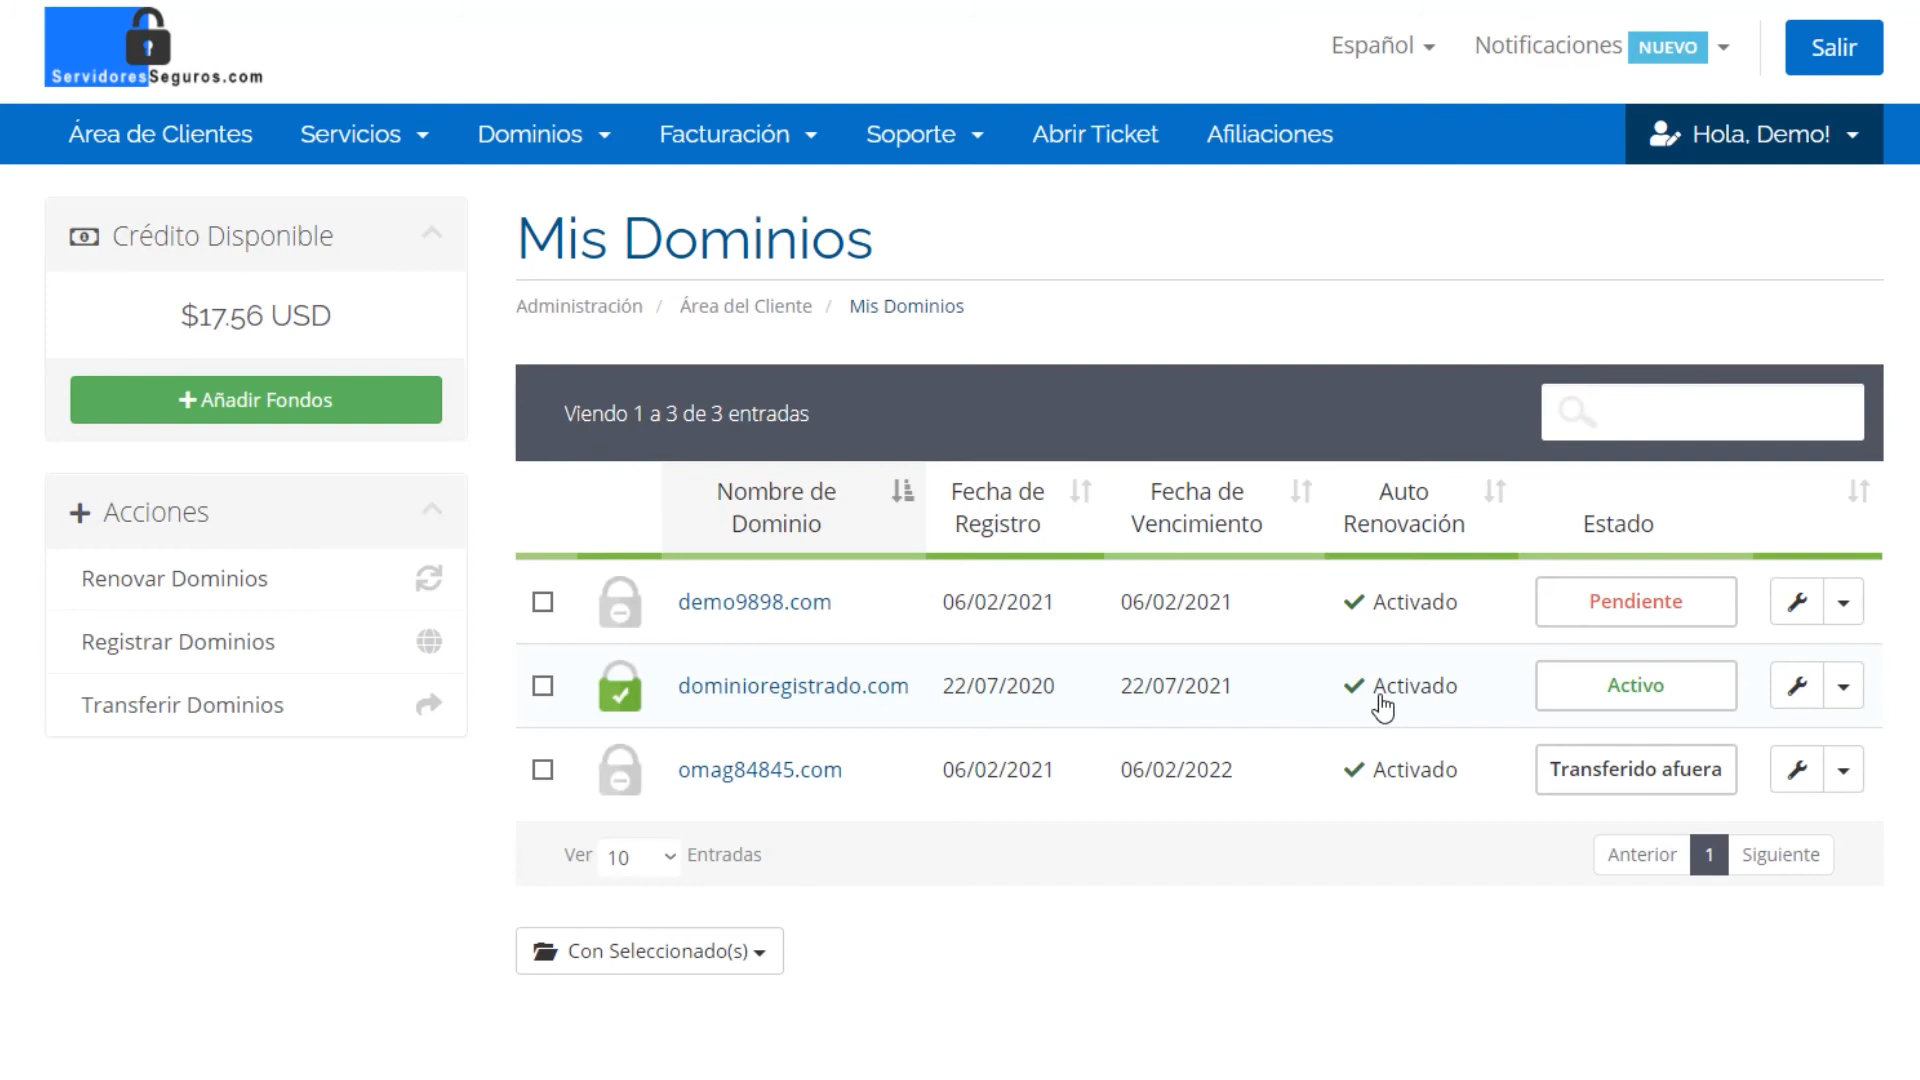 ServidoresSeguros.com
Español
Notificaciones NUEVO
Salir
Área de Clientes Servicios Dominios Facturación Soporte Abrir Ticket Afiliaciones Hola, Demo!
Crédito Disponible
$17.56 USD
+ Añadir Fondos
+ Acciones
Renovar Dominios
Registrar Dominios
Transferir Dominios
Mis Dominios
Administración / Área del Cliente / Mis Dominios
Viendo 1 a 3 de 3 entradas
Nombre de Dominio Fecha de Registro Fecha de Vencimiento Auto Renovación Estado
demo9898.com 06/02/2021 06/02/2021 Activado Pendiente
dominioregistrado.com 22/07/2020 22/07/2021 Activado Activo
omag84845.com 06/02/2021 06/02/2022 Activado Transferido afuera
Ver 10 Entradas
Anterior 1 Siguiente
Con Seleccionado(s)